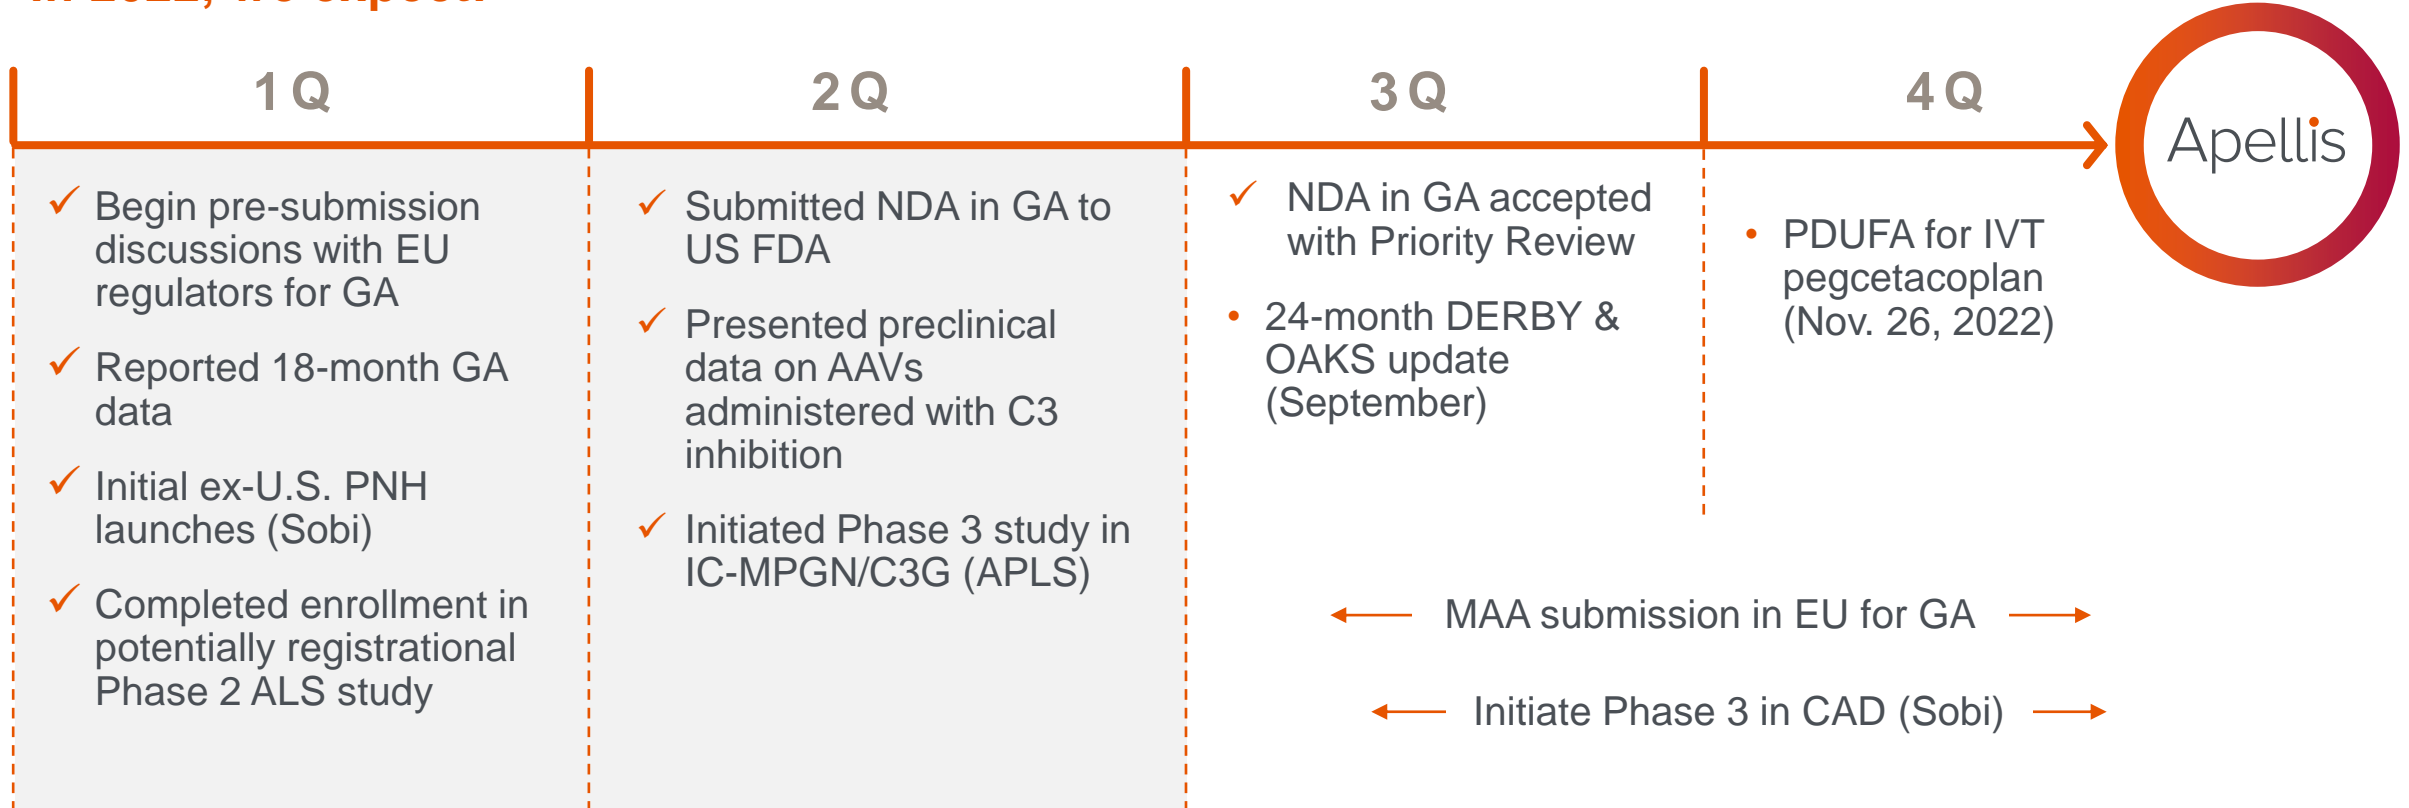 1Q
2Q
3Q
4Q
Apellis
Begin pre-submission
discussions with EU
regulators for GA
Reported 18-month GA
data
Initial ex-U.S. PNH
launches (Sobi)
Completed enrollment in
potentially registrational
Phase 2 ALS study
Submitted NDA in GA to
US FDA
Presented preclinical
data on AAVs
administered with C3
inhibition
Initiated Phase 3 study in
IC-MPGN/C3G (APLS)
NDA in GA accepted
with Priority Review
• 24-month DERBY &
OAKS update
(September)
• PDUFA for IVT
pegcetacoplan
(Nov. 26, 2022)
MAA submission in EU for GA
Initiate Phase 3 in CAD (Sobi)